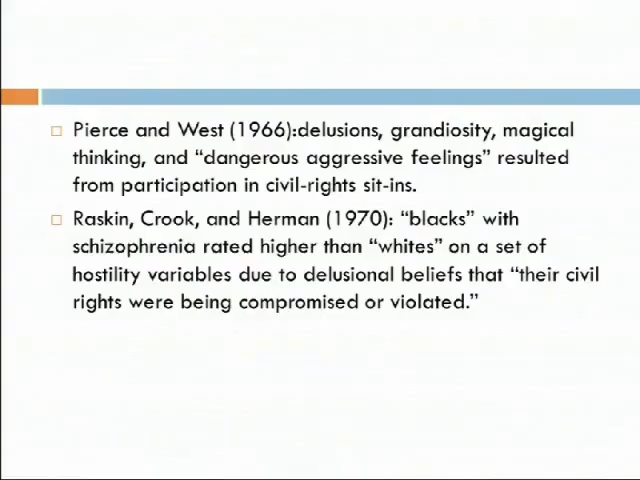 Pierce and West (1966):delusions, grandiosity, magical
thinking, and “dangerous aggressive feelings” resulted
from participation in civil-rights sit-ins.
Raskin, Crook, and Herman (1970): “blacks” with
schizophrenia rated higher than “whites” on a set of
hostility variables due to delusional beliefs that “their civil
rights were being compromised or violated.”